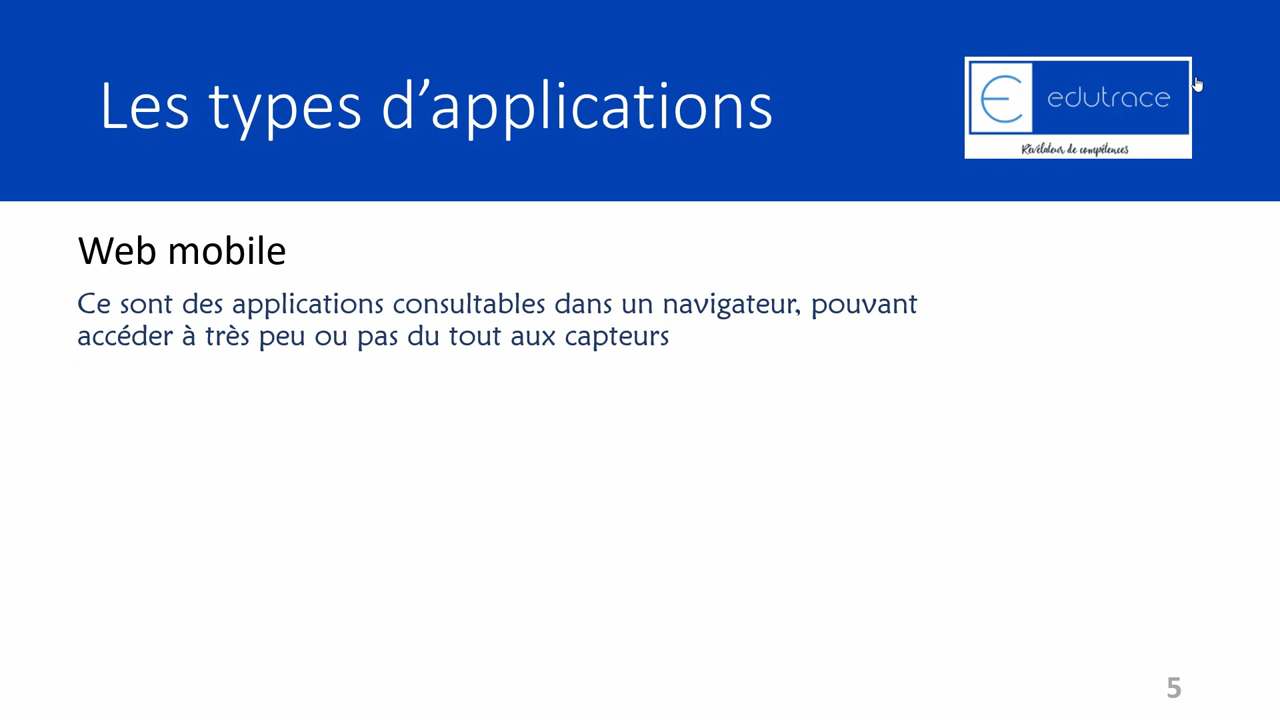 Les types d’applications
edutrace
Révélateur de compétences
Web mobile
Ce sont des applications consultables dans un navigateur, pouvant
accéder à très peu ou pas du tout aux capteurs
5